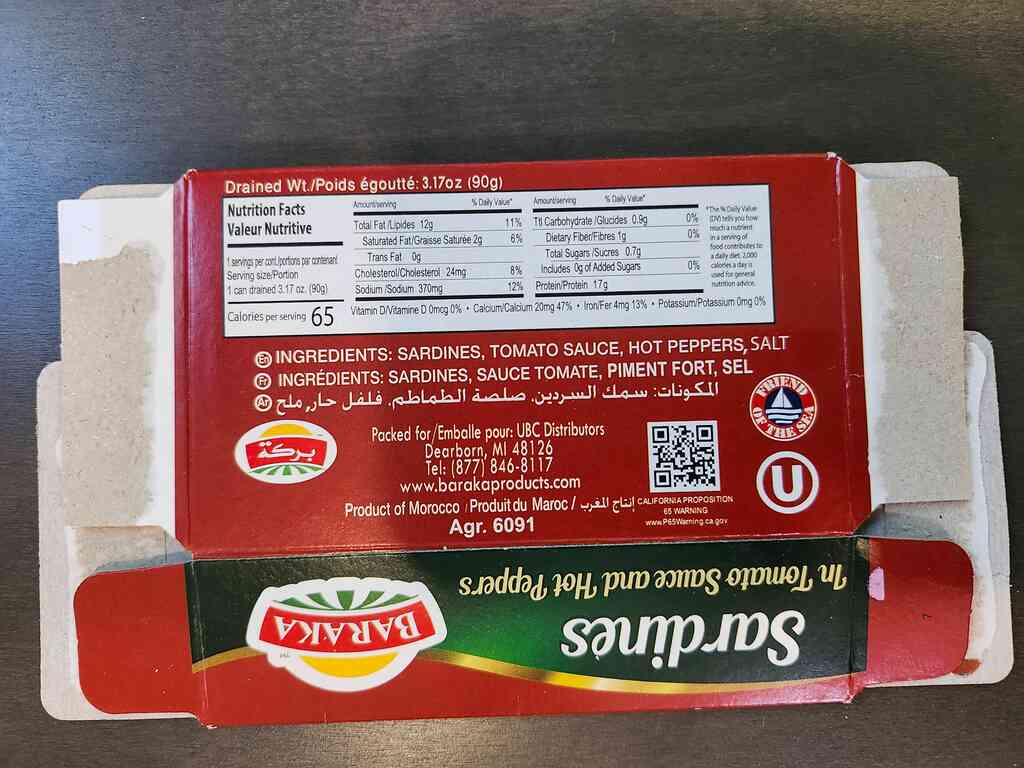 Drained Wt./Poids égoutté: 3.17oz (90g)
Nutrition Facts
Valeur Nutritive
1 servings per cont./portions par contenant
Serving size/Portion
1 can drained 3.17 oz. (90g)
Calories per serving 65
Amount/serving % Daily Value*
Total Fat /Lipides 12g 11%
Saturated Fat/Graisse Saturée 2g 6%
Trans Fat 0g
Cholesterol/Cholesterol 24mg 8%
Sodium /Sodium 370mg 12%
Amount/serving % Daily Value*
Ttl Carbohydrate /Glucides 0.9g 0%
Dietary Fiber/Fibres 1g 0%
Total Sugars /Sucres 0.7g
Includes 0g of Added Sugars 0%
Protein/Protein 17g
Vitamin D/Vitamine D 0mcg 0% • Calcium/Calcium 20mg 47% • Iron/Fer 4mg 13% • Potassium/Potassium 0mg 0%
*The % Daily Value
(DV) tells you how
much a nutrient
in a serving of
food contributes to
a daily diet. 2,000
calories a day is
used for general
nutrition advice.
En INGREDIENTS: SARDINES, TOMATO SAUCE, HOT PEPPERS, SALT
Fr INGRÉDIENTS: SARDINES, SAUCE TOMATE, PIMENT FORT, SEL
Ar المكونات: سمك السردين, صلصة الطماطم, فلفل حار, ملح
بركة
Packed for/Emballe pour: UBC Distributors
Dearborn, MI 48126
Tel: (877) 846-8117
www.barakaproducts.com
Product of Morocco / Produit du Maroc / إنتاج المغرب
Agr. 6091
CALIFORNIA PROPOSITION
65 WARNING
www.P65Warning.ca.gov
FRIEND
OF THE SEA
U
Sardines
In Tomato Sauce and Hot Peppers
BARAKA™